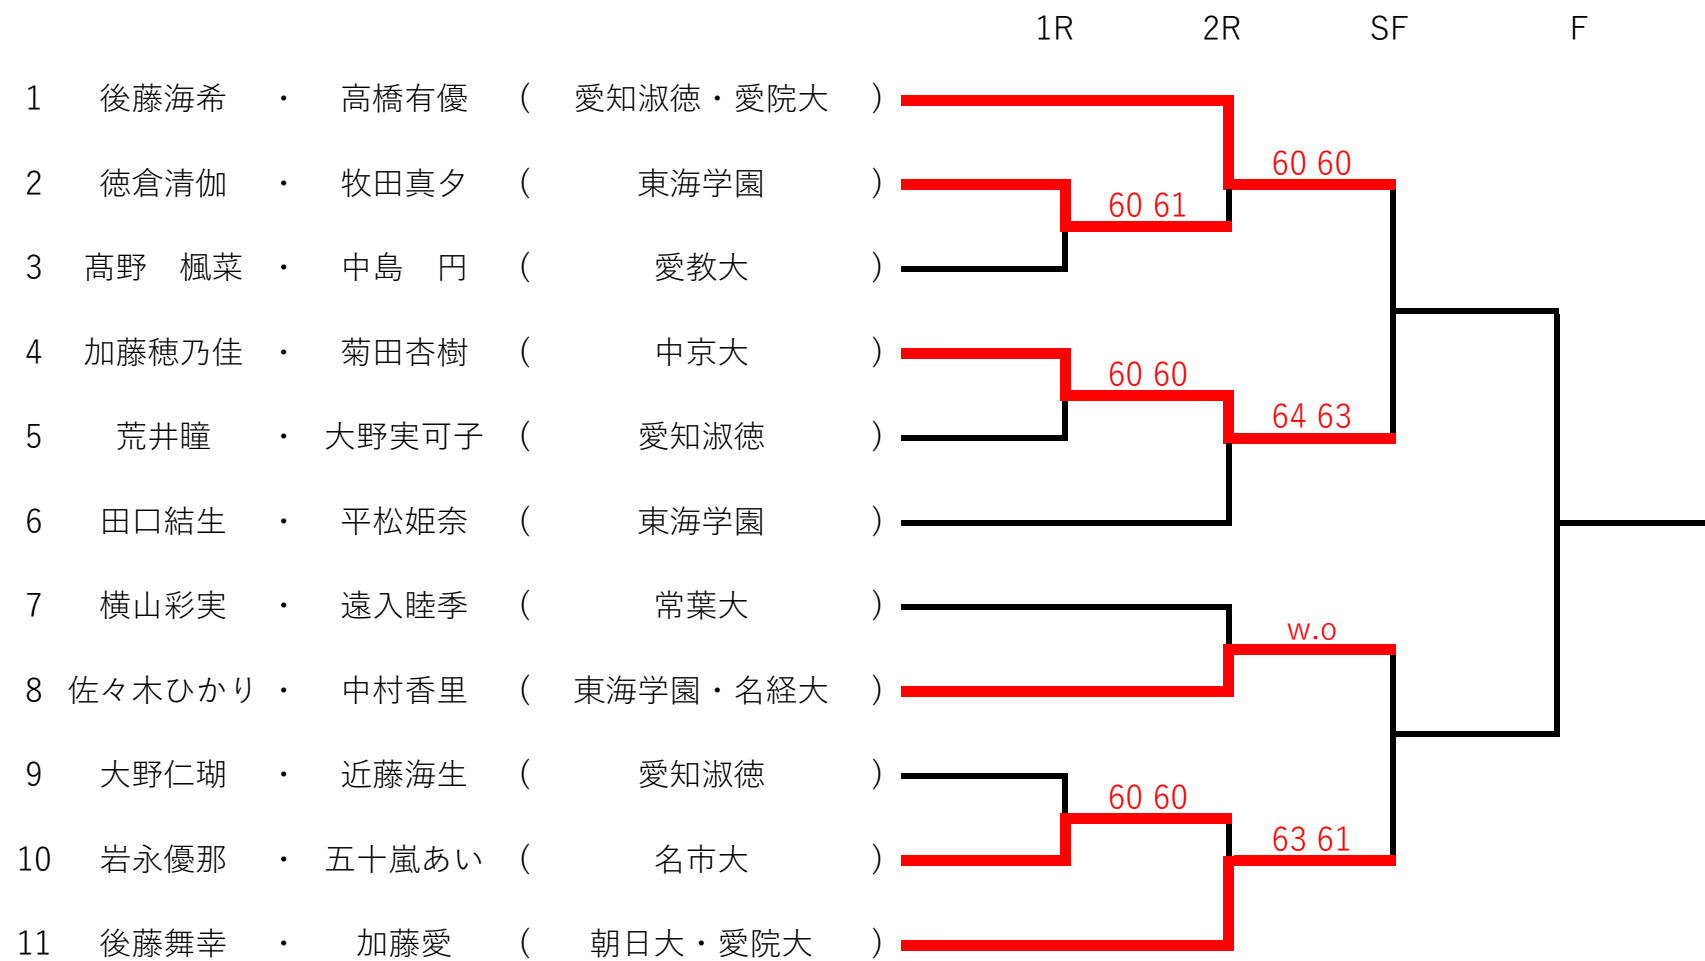 1R 2R SF F
1 後藤海希 ・ 高橋有優 ( 愛知淑徳・愛院大 )
60 60
2 徳倉清伽 ・ 牧田真夕 ( 東海学園 )
60 61
3 髙野　楓菜 ・ 中島　円 ( 愛教大 )
4 加藤穂乃佳 ・ 菊田杏樹 ( 中京大 )
60 60
64 63
5 荒井瞳 ・ 大野実可子 ( 愛知淑徳 )
6 田口結生 ・ 平松姫奈 ( 東海学園 )
7 横山彩実 ・ 遠入睦季 ( 常葉大 )
w.o
8 佐々木ひかり ・ 中村香里 ( 東海学園・名経大 )
9 大野仁瑚 ・ 近藤海生 ( 愛知淑徳 )
60 60
63 61
10 岩永優那 ・ 五十嵐あい ( 名市大 )
11 後藤舞幸 ・ 加藤愛 ( 朝日大・愛院大 )